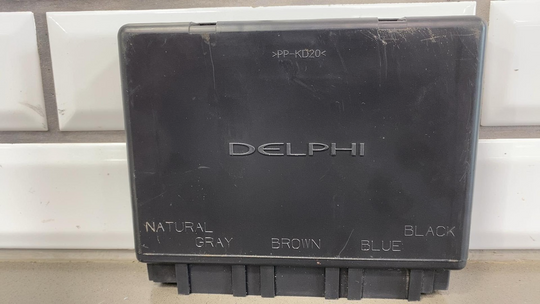 >PP-KD20<
DELPHI
NATURAL
GRAY
BROWN
BLUE
BLACK